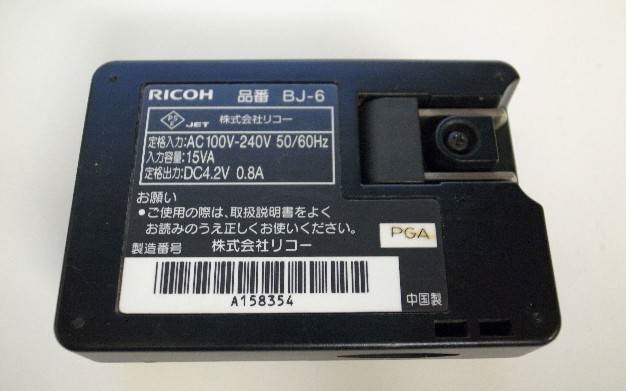 RICOH 品番 BJ-6
PS E JET 株式会社リコー
定格入力:AC100V-240V 50/60Hz
入力容量:15VA
定格出力:DC4.2V 0.8A
お願い
●ご使用の際は、取扱説明書をよく
お読みのうえ正しくお使いください。
製造番号 株式会社リコー
PGA
A158354
中国製